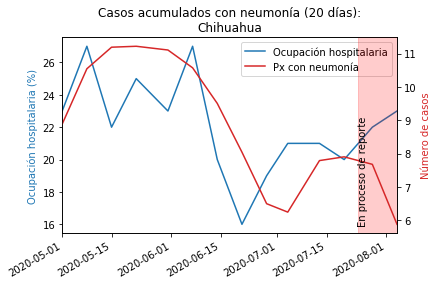 Casos acumulados con neumonía (20 días):
Chihuahua
Ocupación hospitalaria
Px con neumonía
Ocupación hospitalaria (%)
26
24
22
20
18
16
11
10
9
8
7
6
Número de casos
En proceso de reporte
2020-05-01
2020-05-15
2020-06-01
2020-06-15
2020-07-01
2020-07-15
2020-08-01